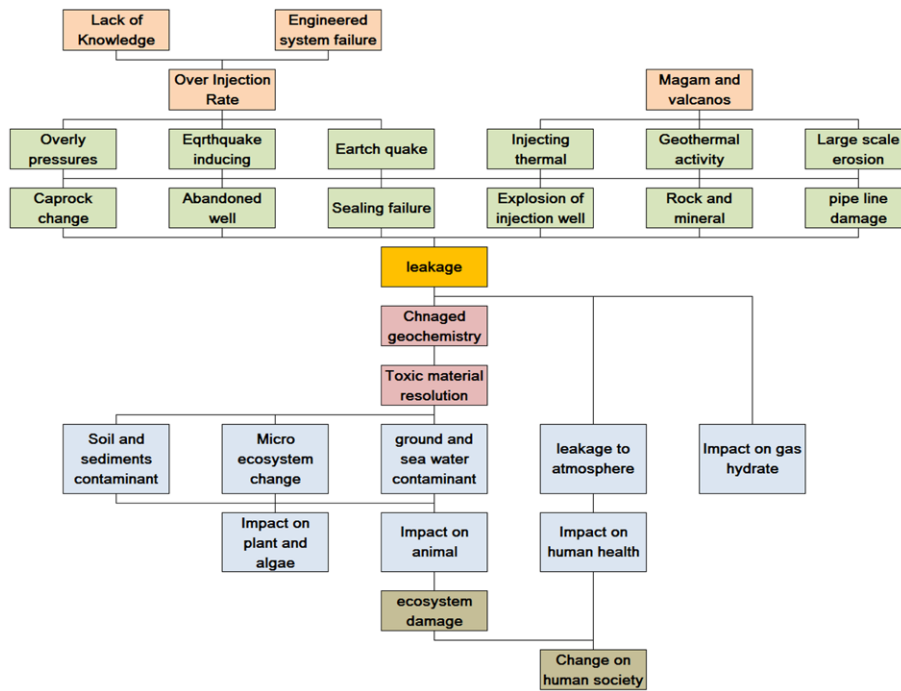 Lack of
Knowledge
Engineered
system failure
Over Injection
Rate
Magam and
valcanos
Overly
pressures
Eqrthquake
inducing
Eartch quake
Injecting
thermal
Geothermal
activity
Large scale
erosion
Caprock
change
Abandoned
well
Sealing failure
Explosion of
injection well
Rock and
mineral
pipe line
damage
leakage
Chnaged
geochemistry
Toxic material
resolution
Soil and
sediments
contaminant
Micro
ecosystem
change
ground and
sea water
contaminant
leakage to
atmosphere
Impact on gas
hydrate
Impact on
plant and
algae
Impact on
animal
Impact on
human health
ecosystem
damage
Change on
human society